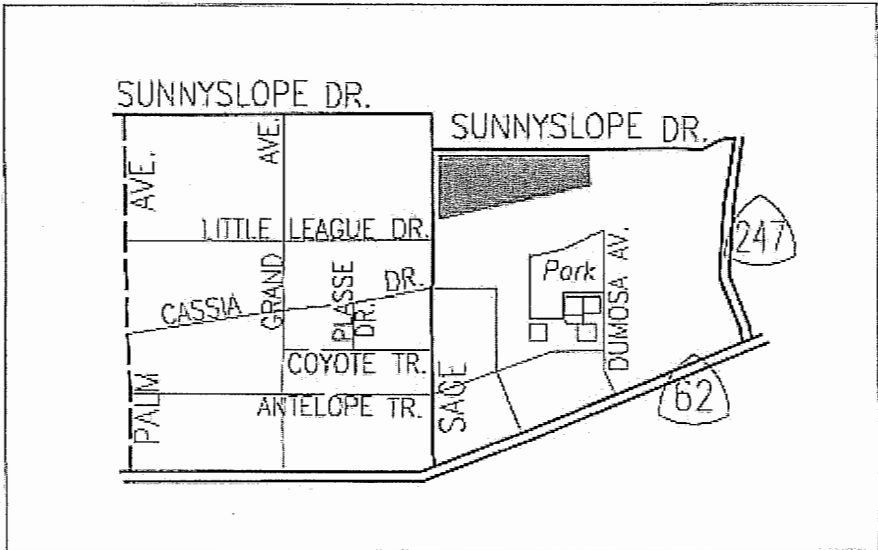 SUNNYSLOPE DR.
SUNNYSLOPE DR.
PALM AVE.
GRAND AVE.
LITTLE LEAGUE DR.
247
Park
CASSIA DR.
PLASSE DR.
DUMOSA AV.
COYOTE TR.
SAGE
62
ANTELOPE TR.